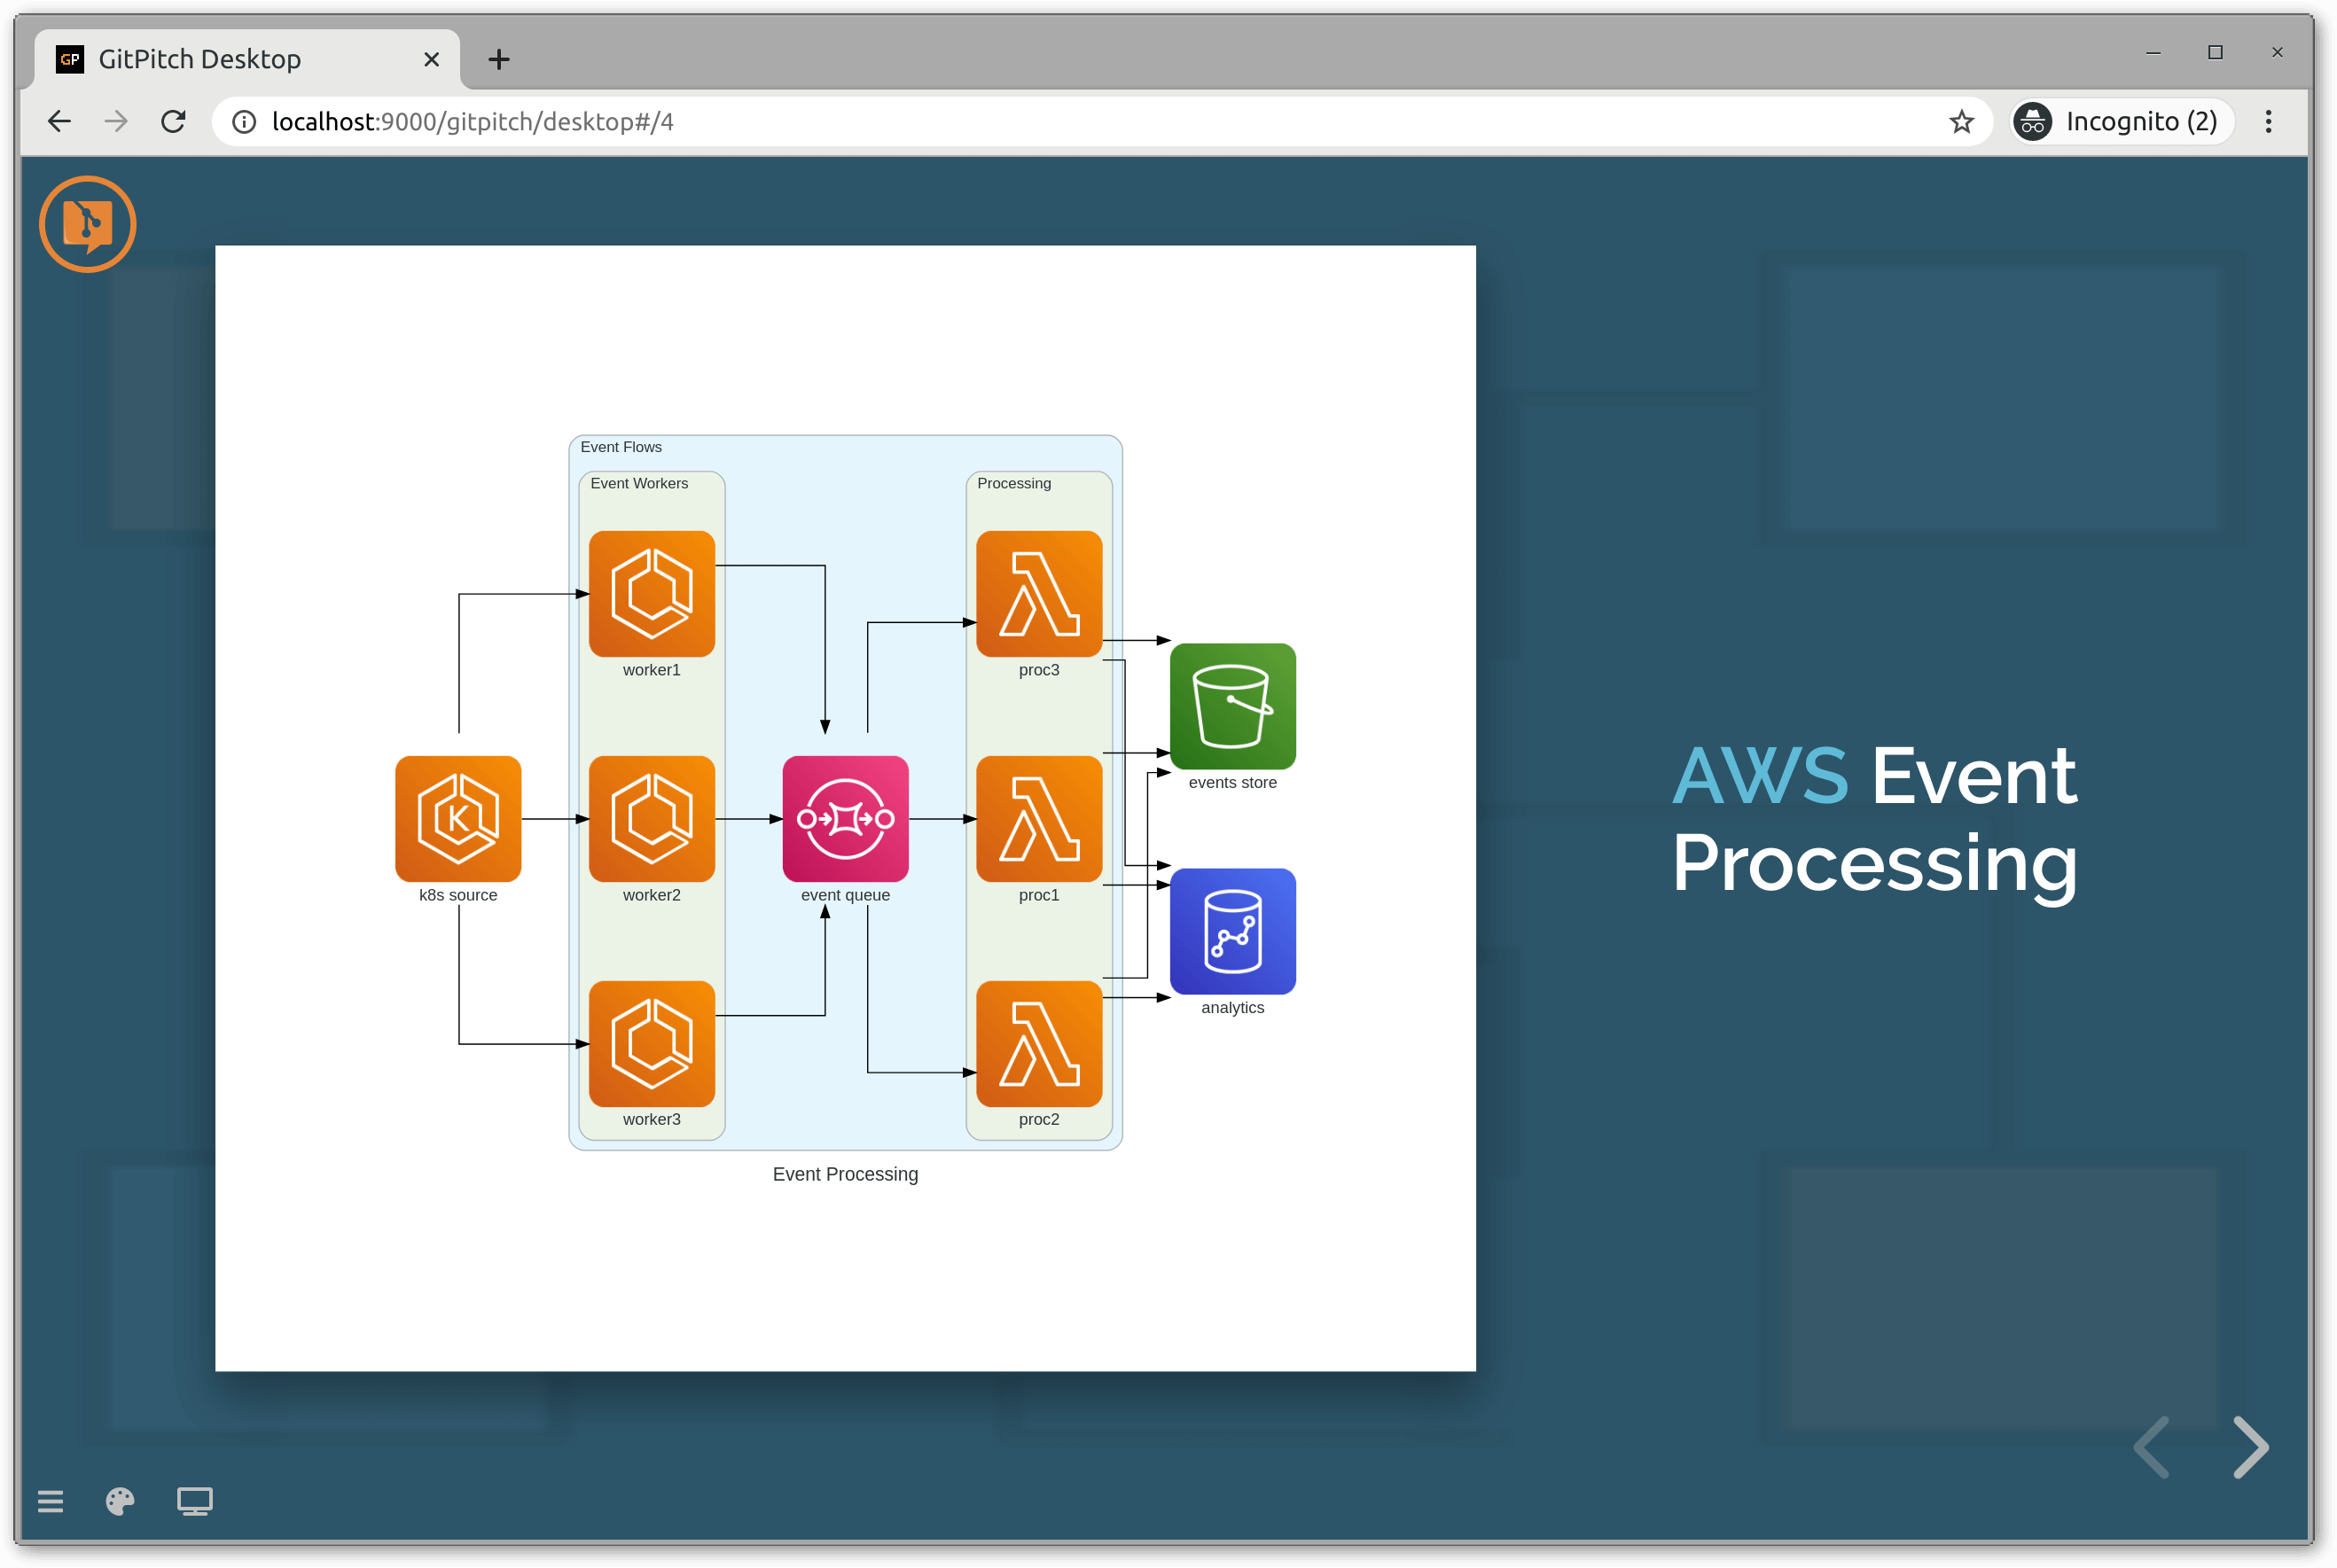 GP GitPitch Desktop
localhost:9000/gitpitch/desktop#/4
Incognito (2)
Event Flows
Event Workers
Processing
worker1
proc3
events store
K
k8s source
worker2
event queue
proc1
analytics
worker3
proc2
Event Processing
AWS Event
Processing